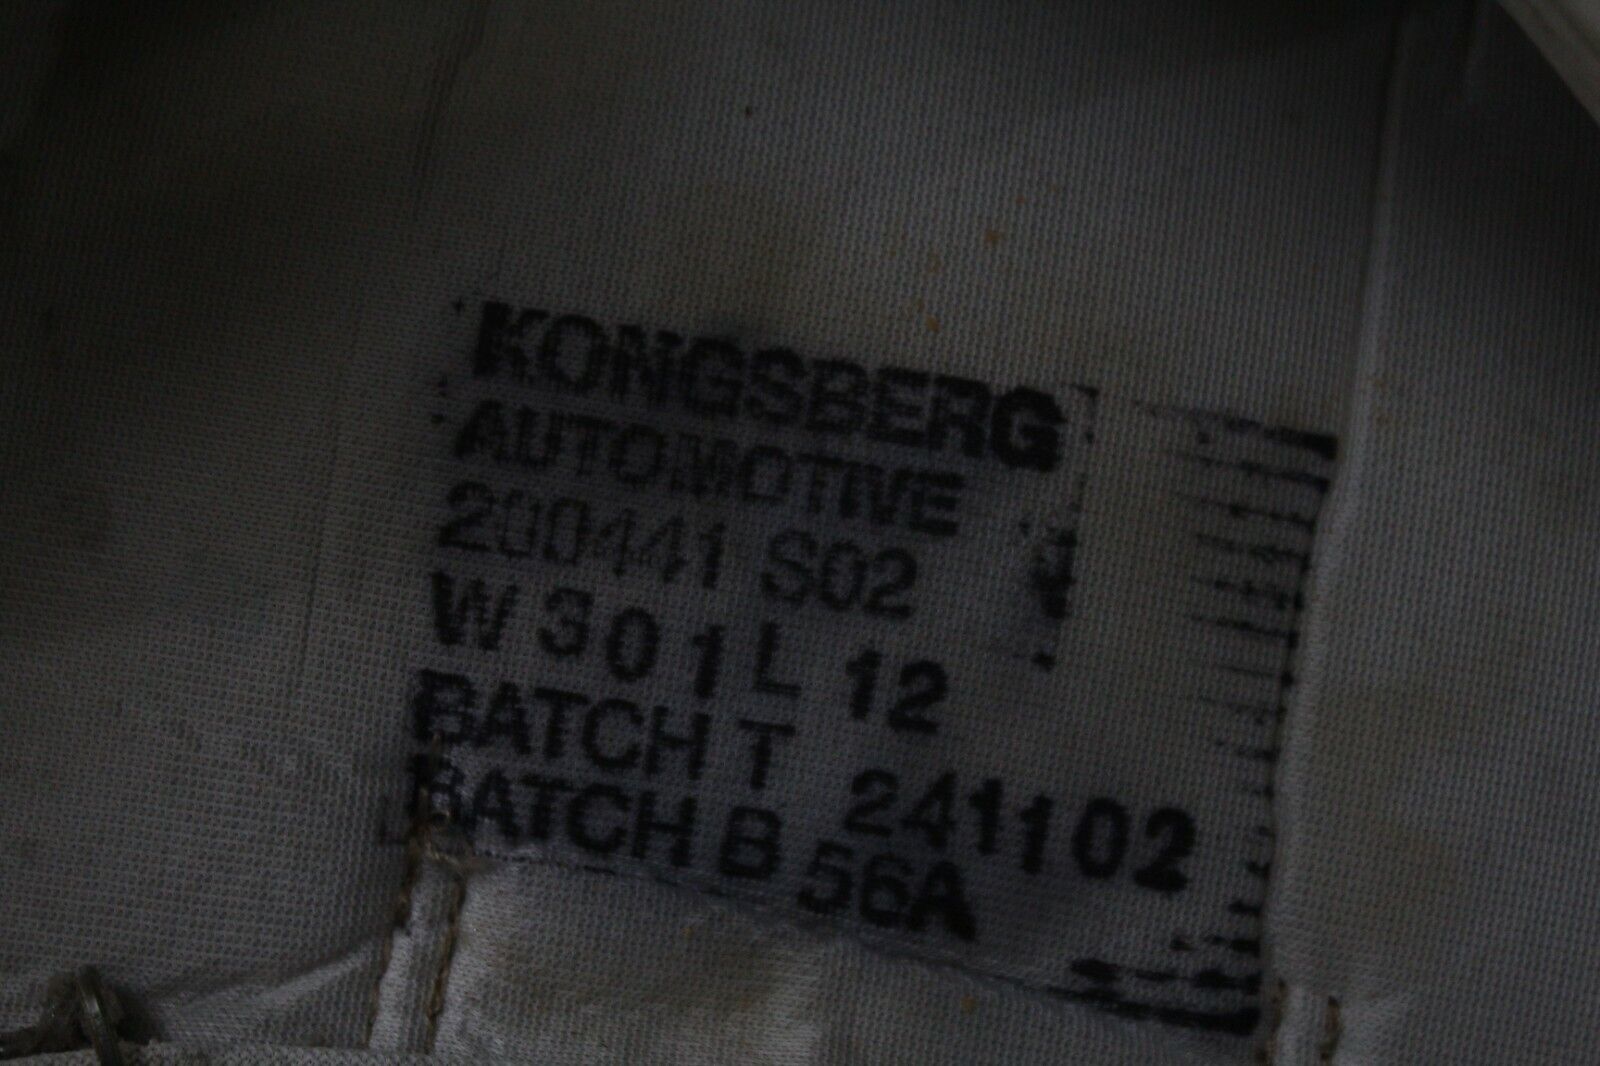 KONGSBERG
AUTOMOTIVE
200441 S02
W 301 L 12
BATCH T 241102
BATCH B 56A